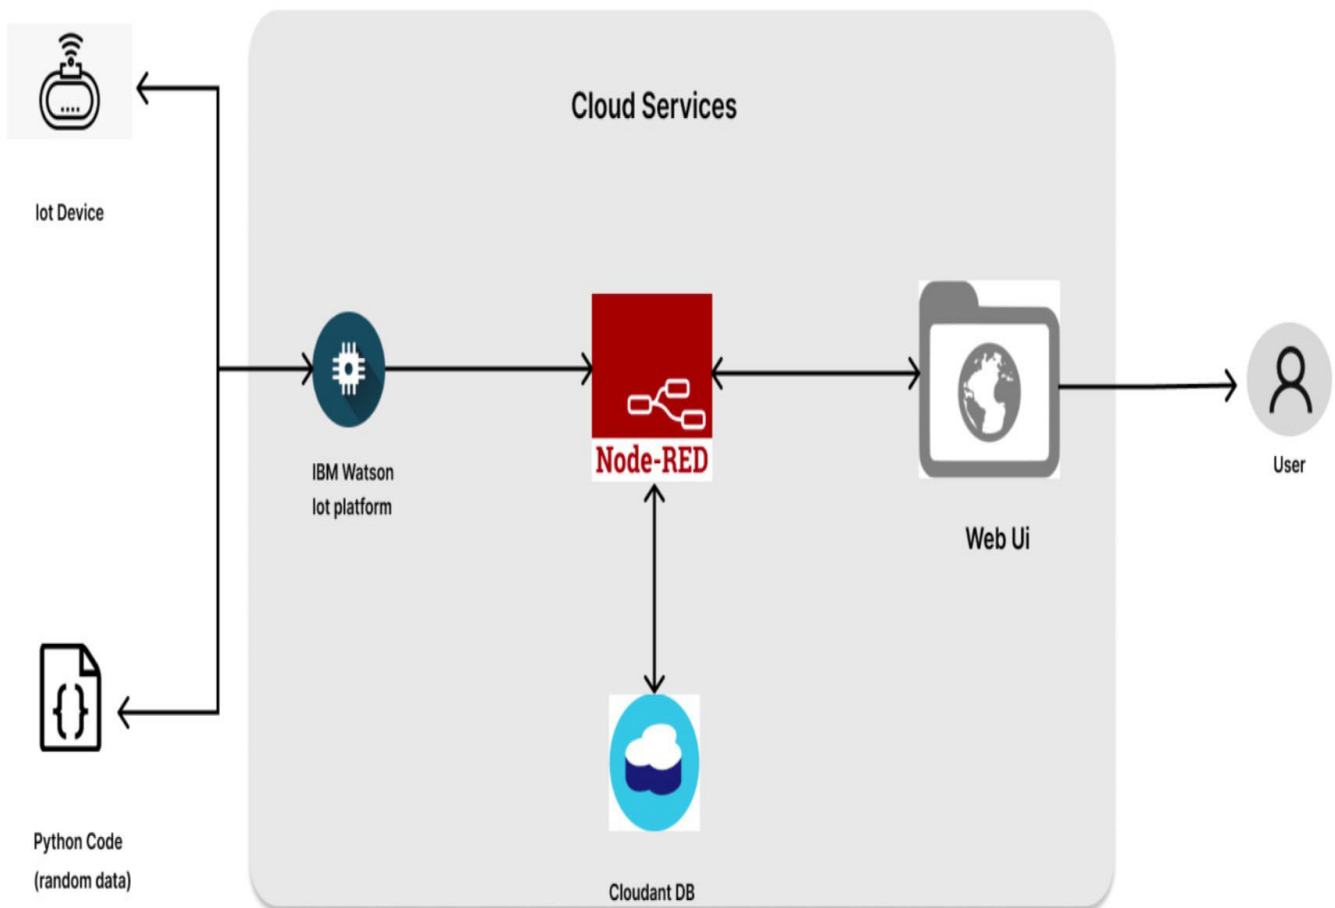 Cloud Services
Iot Device
IBM Watson
Iot platform
Node-RED
Web Ui
User
Python Code
(random data)
Cloudant DB